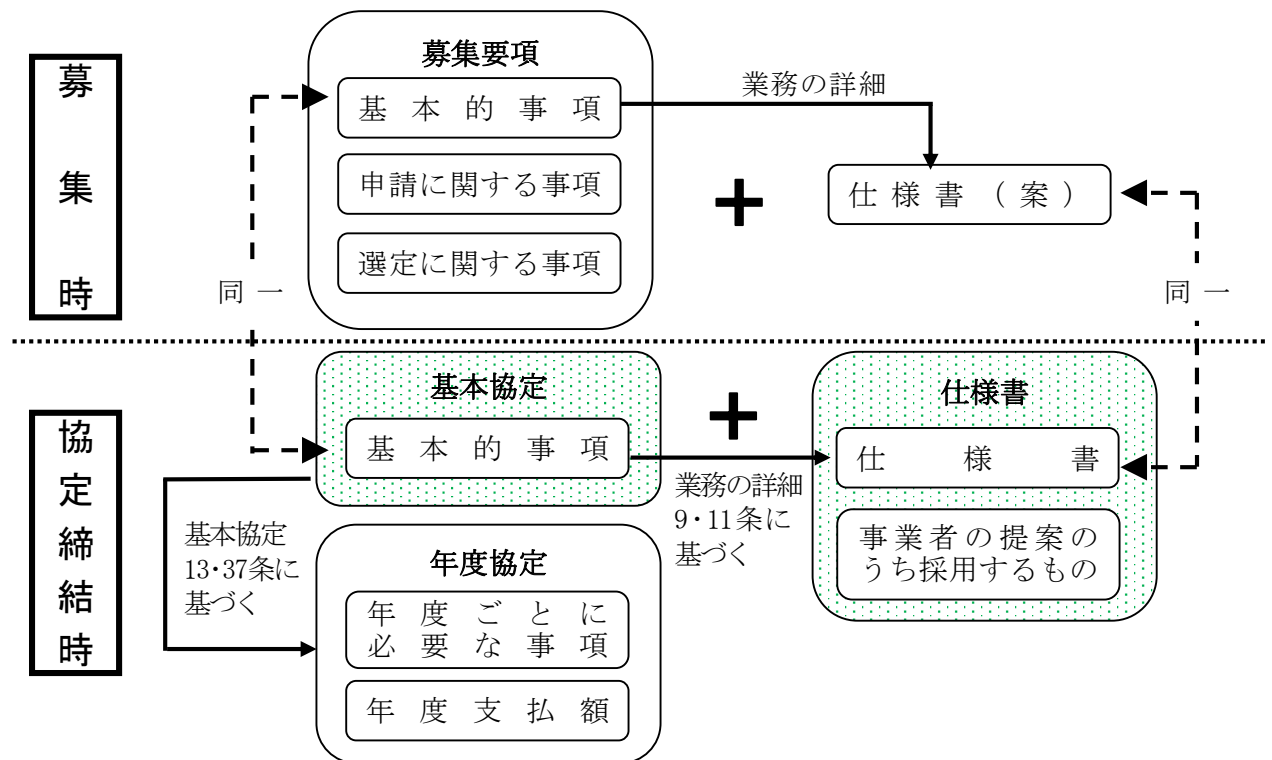 募集時
募集要項
基本的事項
申請に関する事項
選定に関する事項
業務の詳細
+
仕様書（案）
同一
同一
協定締結時
基本協定
基本的事項
基本協定
13・37条に
基づく
年度協定
年度ごとに
必要な事項
年度支払額
+
業務の詳細
9・11条に
基づく
仕様書
仕様書
事業者の提案の
うち採用するもの